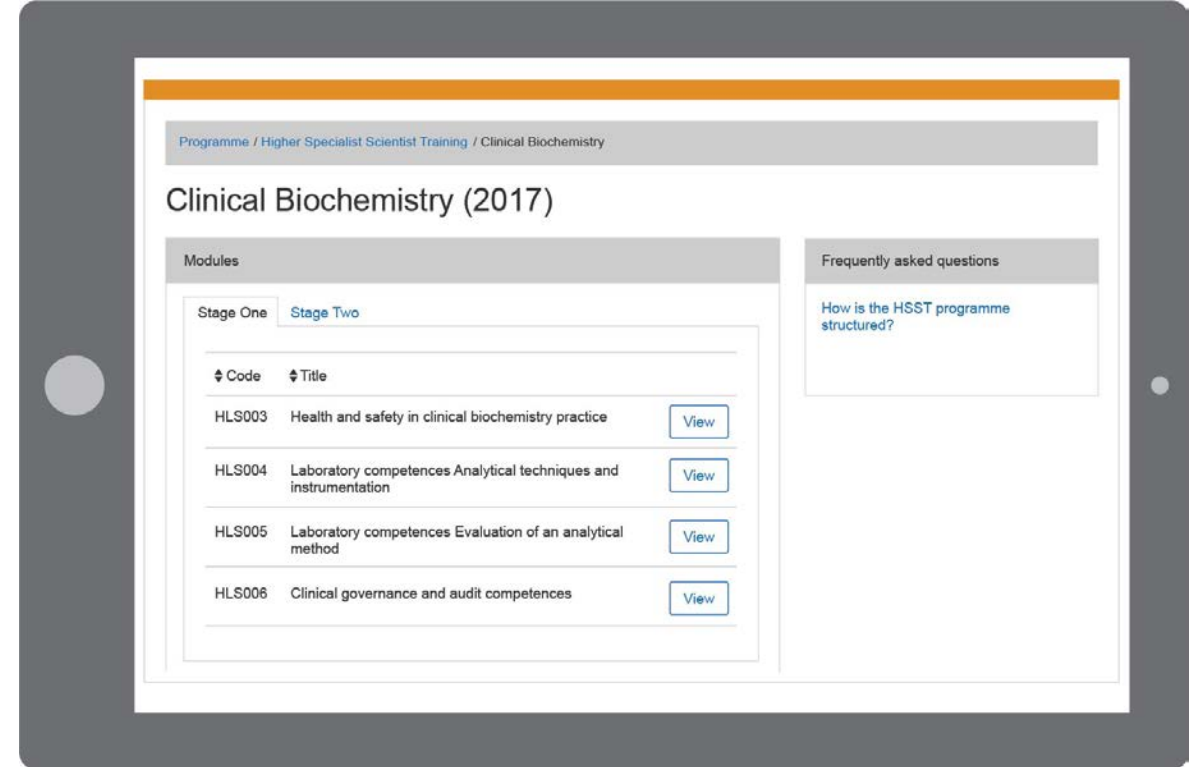 Programme / Higher Specialist Scientist Training / Clinical Biochemistry
Clinical Biochemistry (2017)
Modules
Stage One Stage Two
Code Title
HLS003 Health and safety in clinical biochemistry practice View
HLS004 Laboratory competences Analytical techniques and
instrumentation
View
HLS005 Laboratory competences Evaluation of an analytical
method
View
HLS006 Clinical governance and audit competences View
Frequently asked questions
How is the HSST programme
structured?